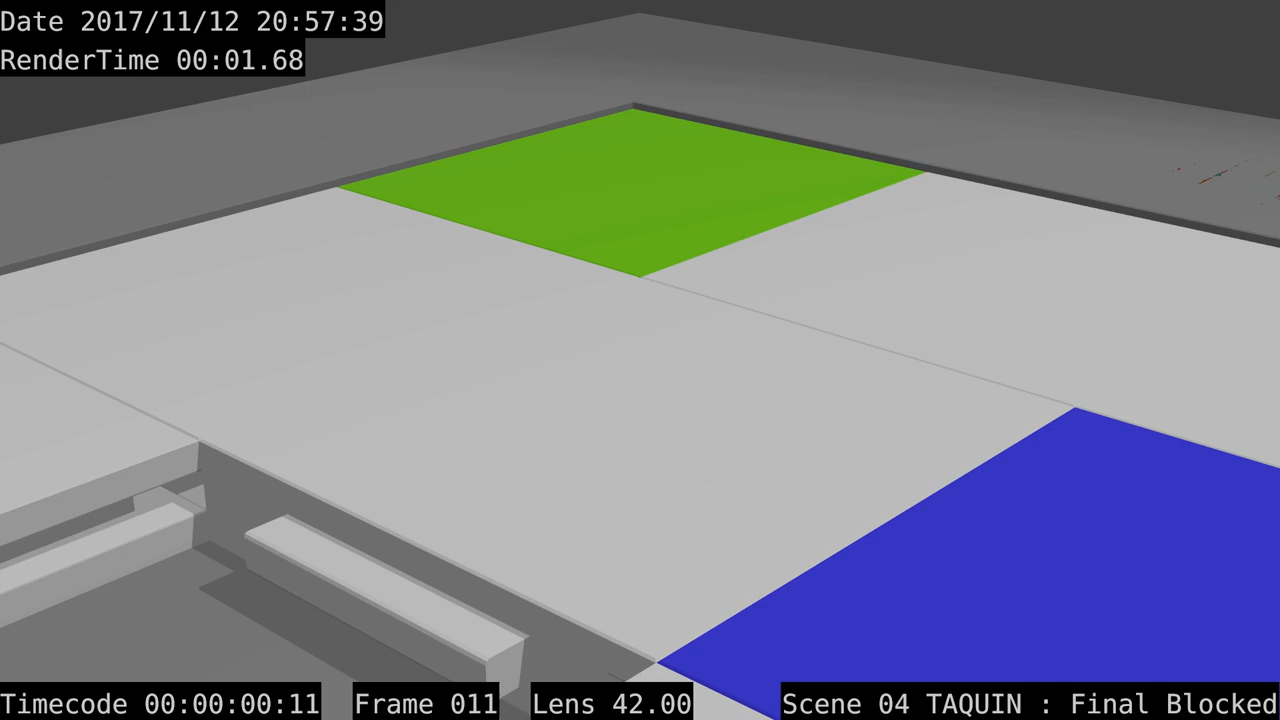 Date 2017/11/12 20:57:39
RenderTime 00:01.68
Timecode 00:00:00:11 Frame 011 Lens 42.00 Scene 04 TAQUIN : Final Blocked